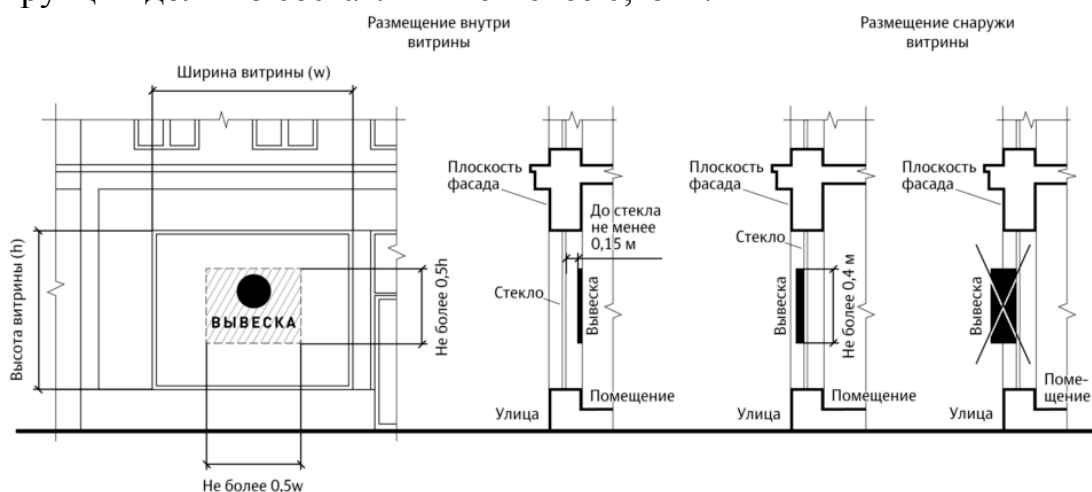 Размещение внутри
витрины
Размещение снаружи
витрины
Ширина витрины (w)
Высота витрины (h)
ВЫВЕСКА
Не более 0,5h
Не более 0,5w
Плоскость
фасада
До стекла
не менее
0,15 м
Стекло
Вывеска
Помещение
Улица
Плоскость
фасада
Стекло
Вывеска
Не более 0,4 м
Помещение
Улица
Плоскость
фасада
Вывеска
Поме-
щение
Улица